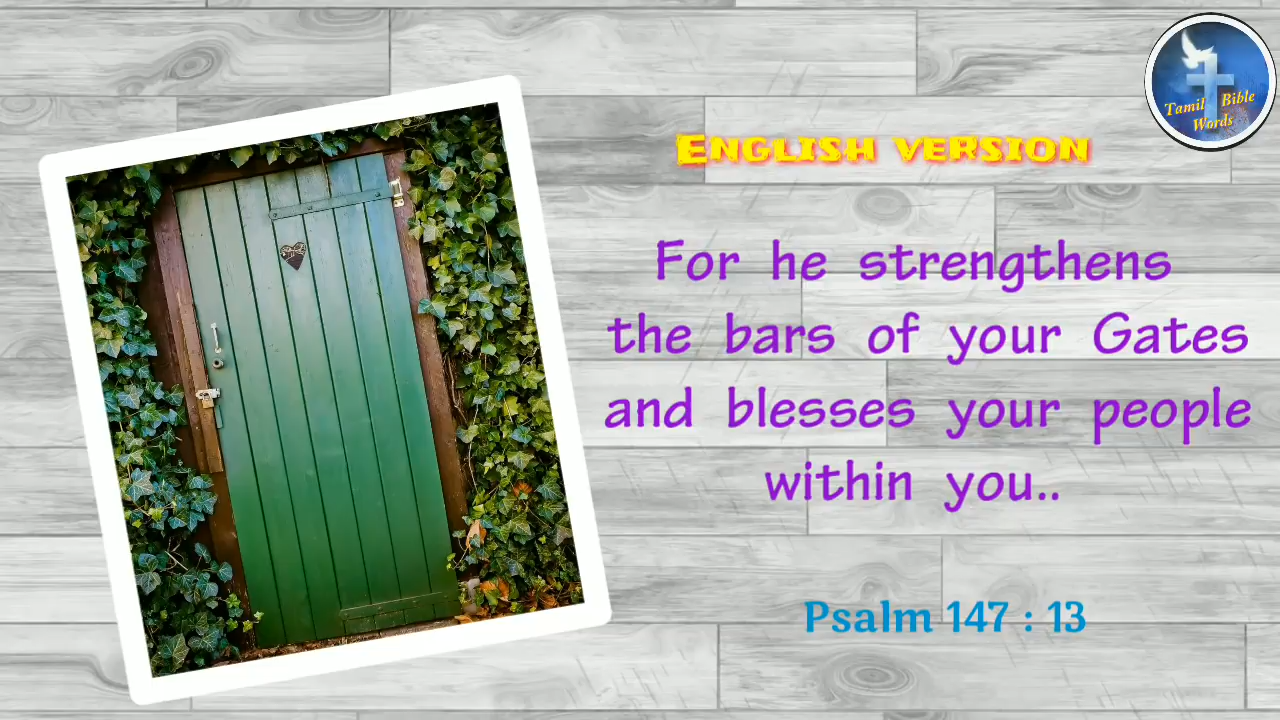 Tamil Bible
Words
ENGLISH VERSION
For he strengthens
the bars of your Gates
and blesses your people
within you..
Psalm 147 : 13